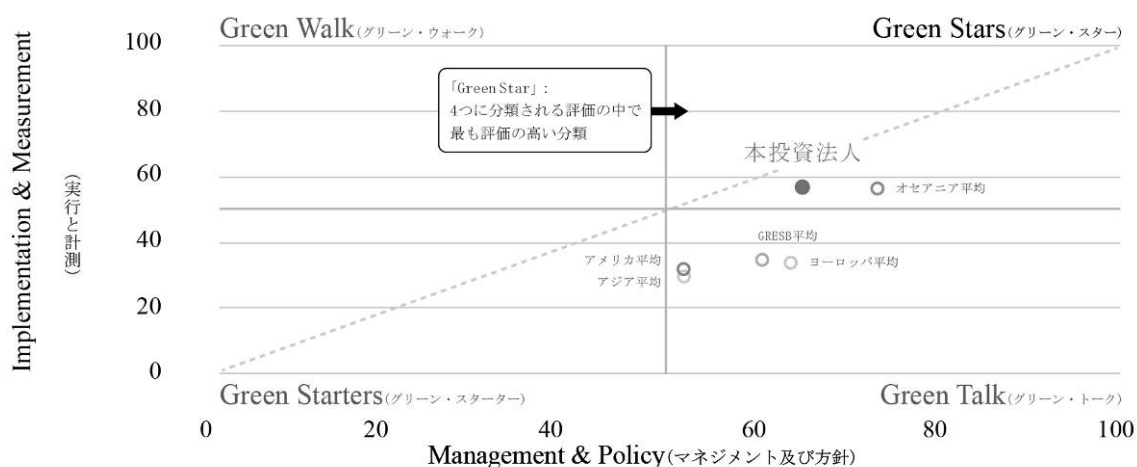 Green Walk(グリーン・ウォーク)
Green Stars(グリーン・スター)
Implementation & Measurement
(実行と計測)
100
80
60
40
20
0
「Green Star」:
4つに分類される評価の中で
最も評価の高い分類
本投資法人
オセアニア平均
GRESB平均
アメリカ平均
ヨーロッパ平均
アジア平均
Green Starters(グリーン・スターター)
Green Talk(グリーン・トーク)
0 20 40 60 80 100
Management & Policy(マネジメント及び方針)